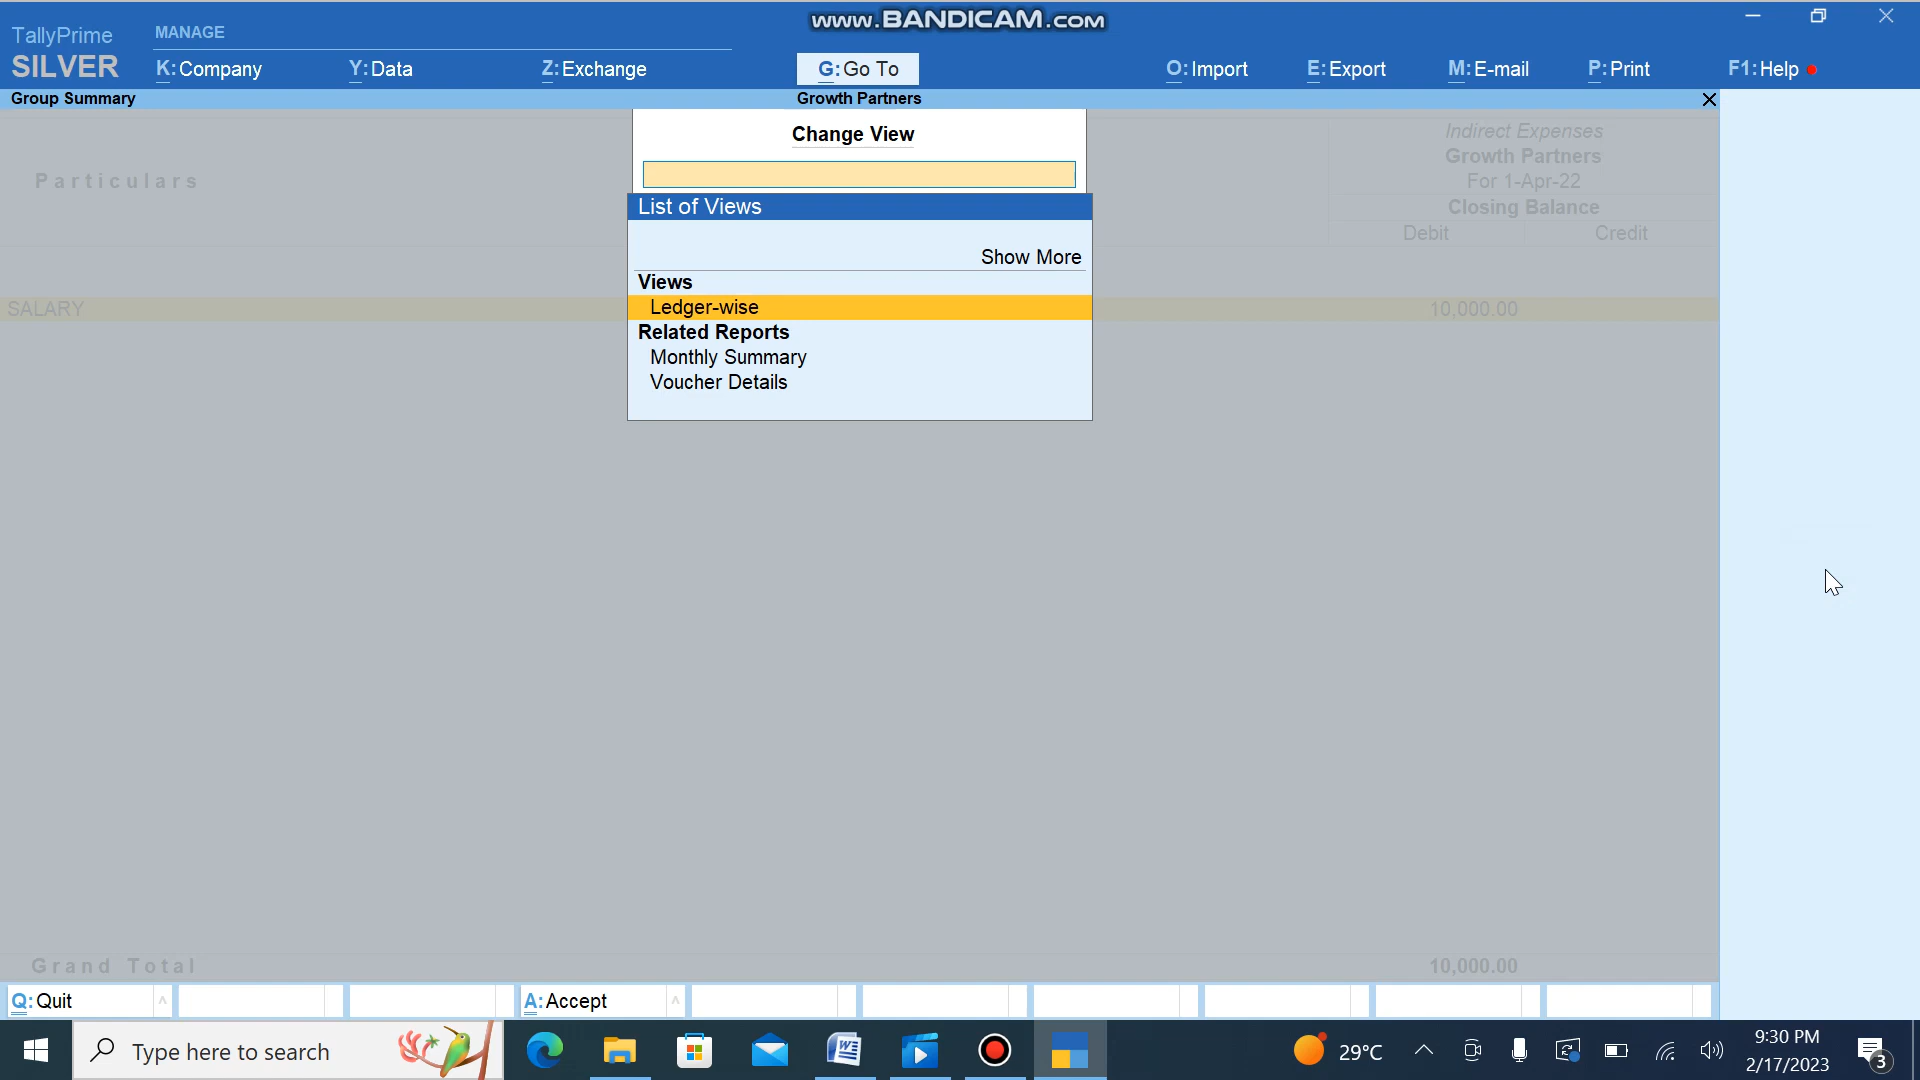 www.BANDICAM.com
TallyPrime
MANAGE
SILVER
K:Company
Y:Data
Z:Exchange
G:Go To
O:Import
E:Export
M:E-mail
P:Print
F1:Help
Group Summary
Growth Partners
Change View
List of Views
Show More
Views
Ledger-wise
Related Reports
Monthly Summary
Voucher Details
Particulars
Indirect Expenses
Growth Partners
For 1-Apr-22
Closing Balance
Debit Credit
SALARY 10,000.00
Grand Total 10,000.00
Q:Quit
A:Accept
Type here to search
29°C
9:30 PM
2/17/2023
3